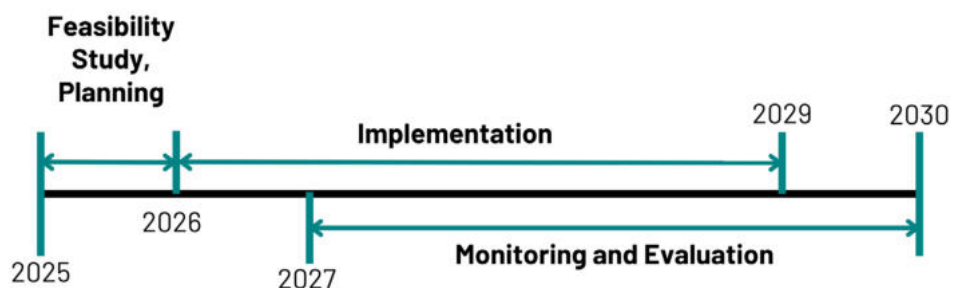 Feasibility
Study,
Planning
2029
2030
Implementation
2026
Monitoring and Evaluation
2025
2027